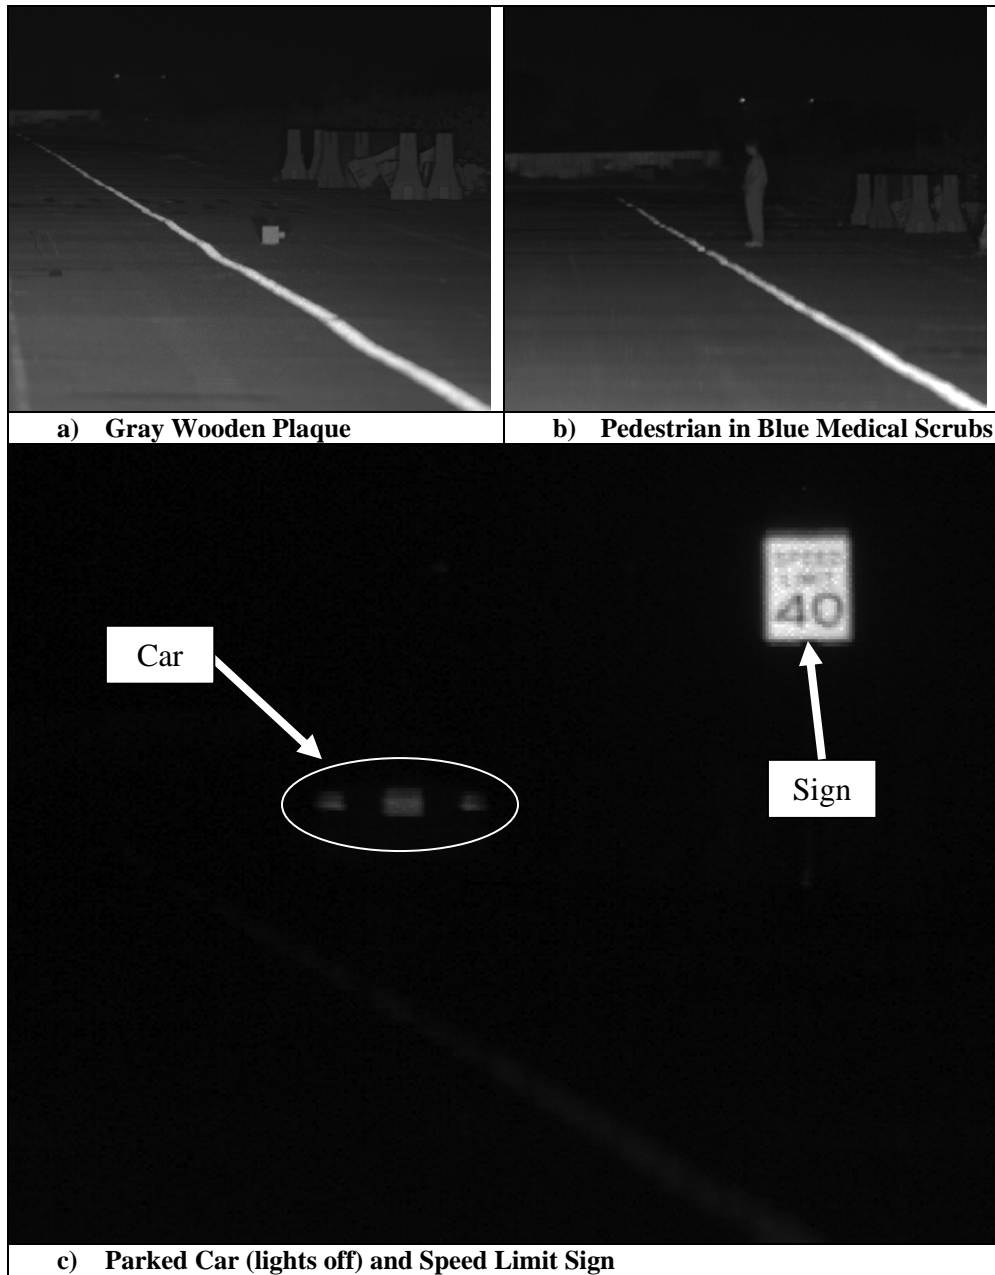 a) Gray Wooden Plaque
b) Pedestrian in Blue Medical Scrubs
SPEED
LIMIT
40
Car
Sign
c) Parked Car (lights off) and Speed Limit Sign